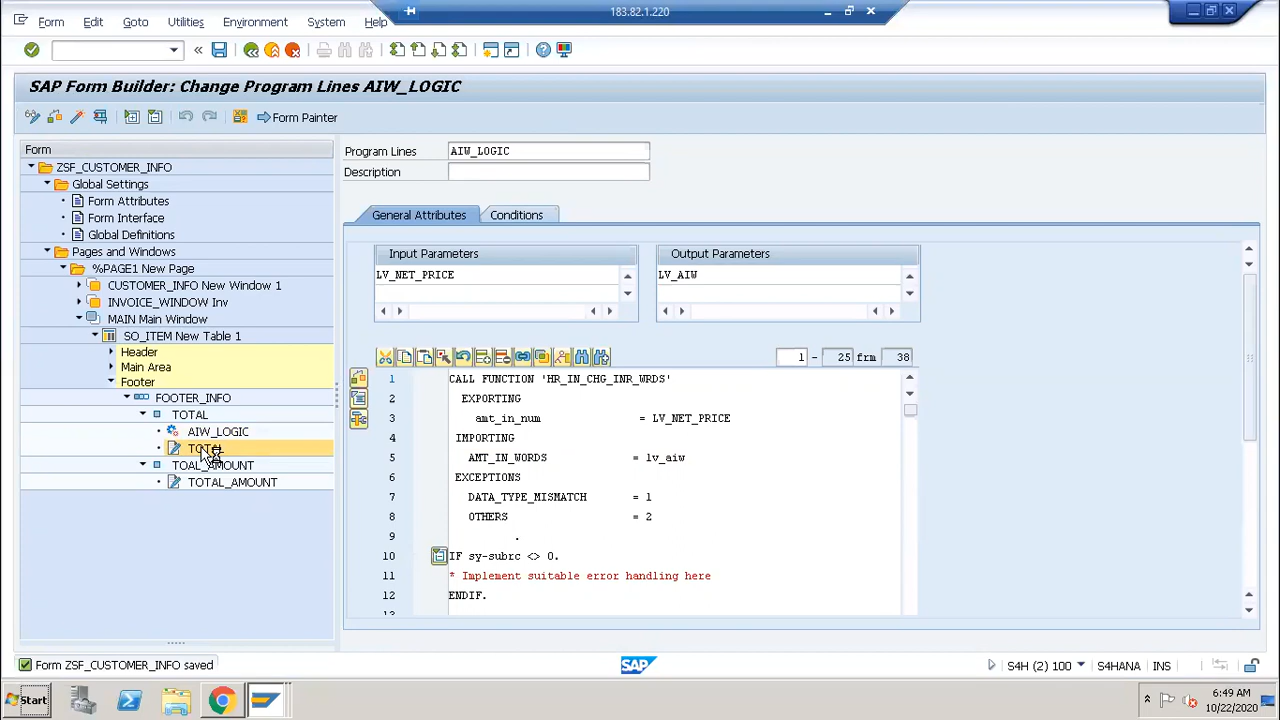 183.82.1.220
Form Edit Goto Utilities Environment System Help
SAP Form Builder: Change Program Lines AIW_LOGIC
Form Painter
Form
ZSF_CUSTOMER_INFO
Global Settings
Form Attributes
Form Interface
Global Definitions
Pages and Windows
%PAGE1 New Page
CUSTOMER_INFO New Window 1
INVOICE_WINDOW Inv
MAIN Main Window
SO_ITEM New Table 1
Header
Main Area
Footer
FOOTER_INFO
TOTAL
AIW_LOGIC
TOTAL
TOAL_AMOUNT
TOTAL_AMOUNT
Program Lines AIW_LOGIC
Description
General Attributes Conditions
Input Parameters Output Parameters
LV_NET_PRICE LV_AIW
1 - 25 frm 38
1 CALL FUNCTION 'HR_IN_CHG_INR_WRDS'
2 EXPORTING
3 amt_in_num = LV_NET_PRICE
4 IMPORTING
5 AMT_IN_WORDS = lv_aiw
6 EXCEPTIONS
7 DATA_TYPE_MISMATCH = 1
8 OTHERS = 2
9 .
10 IF sy-subrc <> 0.
11 * Implement suitable error handling here
12 ENDIF.
13
Form ZSF_CUSTOMER_INFO saved
SAP
S4H (2) 100 S4HANA INS
Start
6:49 AM
10/22/2020